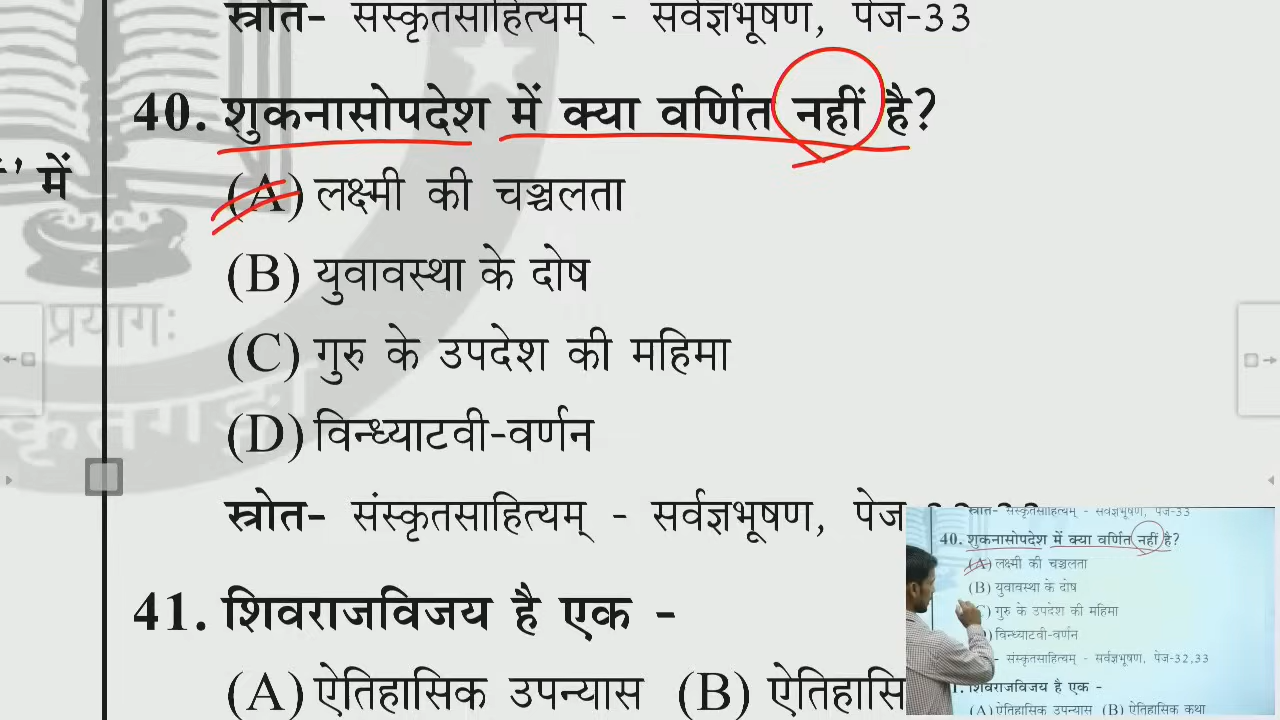 स्रोत- संस्कृतसाहित्यम् - सर्वज्ञभूषण, पेज-33
40. शुकनासोपदेश में क्या वर्णित नहीं है?
' में
(A) लक्ष्मी की चञ्चलता
(B) युवावस्था के दोष
प्रयागः
(C) गुरु के उपदेश की महिमा
(D) विन्ध्याटवी-वर्णन
स्रोत- संस्कृतसाहित्यम् - सर्वज्ञभूषण, पेज-
41. शिवराजविजय है एक -
(A) ऐतिहासिक उपन्यास (B) ऐतिहासि
स्रोत- संस्कृतसाहित्यम् - सर्वज्ञभूषण, पेज-33
40. शुकनासोपदेश में क्या वर्णित नहीं है?
(A) लक्ष्मी की चञ्चलता
(B) युवावस्था के दोष
C) गुरु के उपदेश की महिमा
) विन्ध्याटवी-वर्णन
- संस्कृतसाहित्यम् - सर्वज्ञभूषण, पेज-32,33
1. शिवराजविजय है एक -
(A) ऐतिहासिक उपन्यास (B) ऐतिहासिक कथा